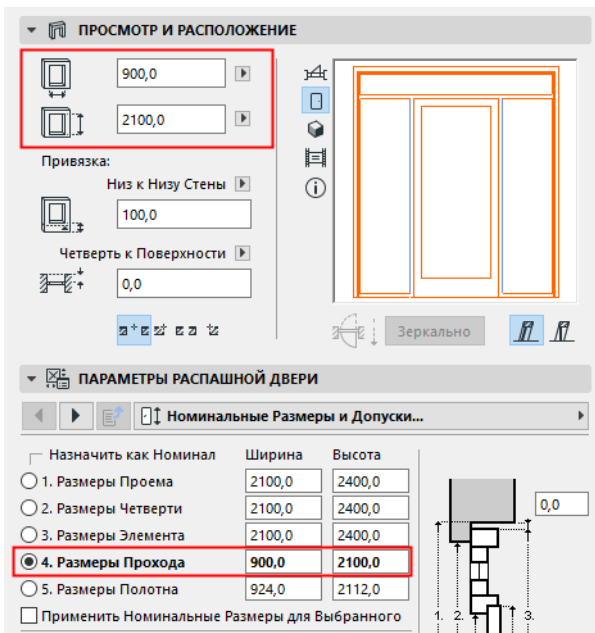 ПРОСМОТР И РАСПОЛОЖЕНИЕ
900,0
2100,0
Привязка:
Низ к Низу Стены
100,0
Четверть к Поверхности
0,0
Зеркально
ПАРАМЕТРЫ РАСПАШНОЙ ДВЕРИ
Номинальные Размеры и Допуски...
Назначить как Номинал Ширина Высота
1. Размеры Проема 2100,0 2400,0
0,0
2. Размеры Четверти 2100,0 2400,0
3. Размеры Элемента 2100,0 2400,0
4. Размеры Прохода 900,0 2100,0
5. Размеры Полотна 924,0 2112,0
Применить Номинальные Размеры для Выбранного
1. 2. 3.